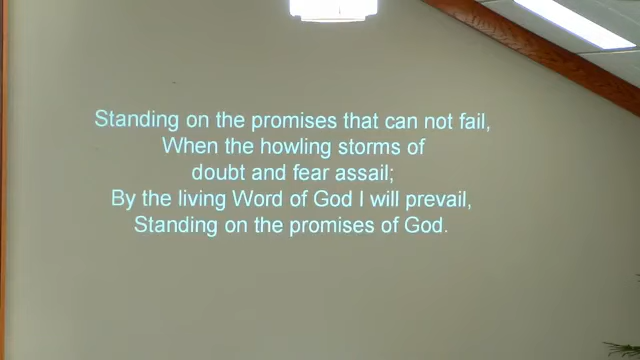 Standing on the promises that can not fail,
When the howling storms of
doubt and fear assail;
By the living Word of God I will prevail,
Standing on the promises of God.